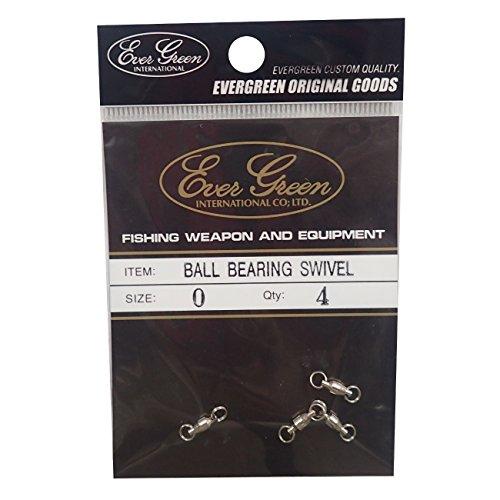 Ever Green
INTERNATIONAL
EVERGREEN CUSTOM QUALITY.
EVERGREEN ORIGINAL GOODS
Ever Green
INTERNATIONAL CO; LTD.
FISHING WEAPON AND EQUIPMENT
ITEM: BALL BEARING SWIVEL
SIZE: 0 Qty: 4